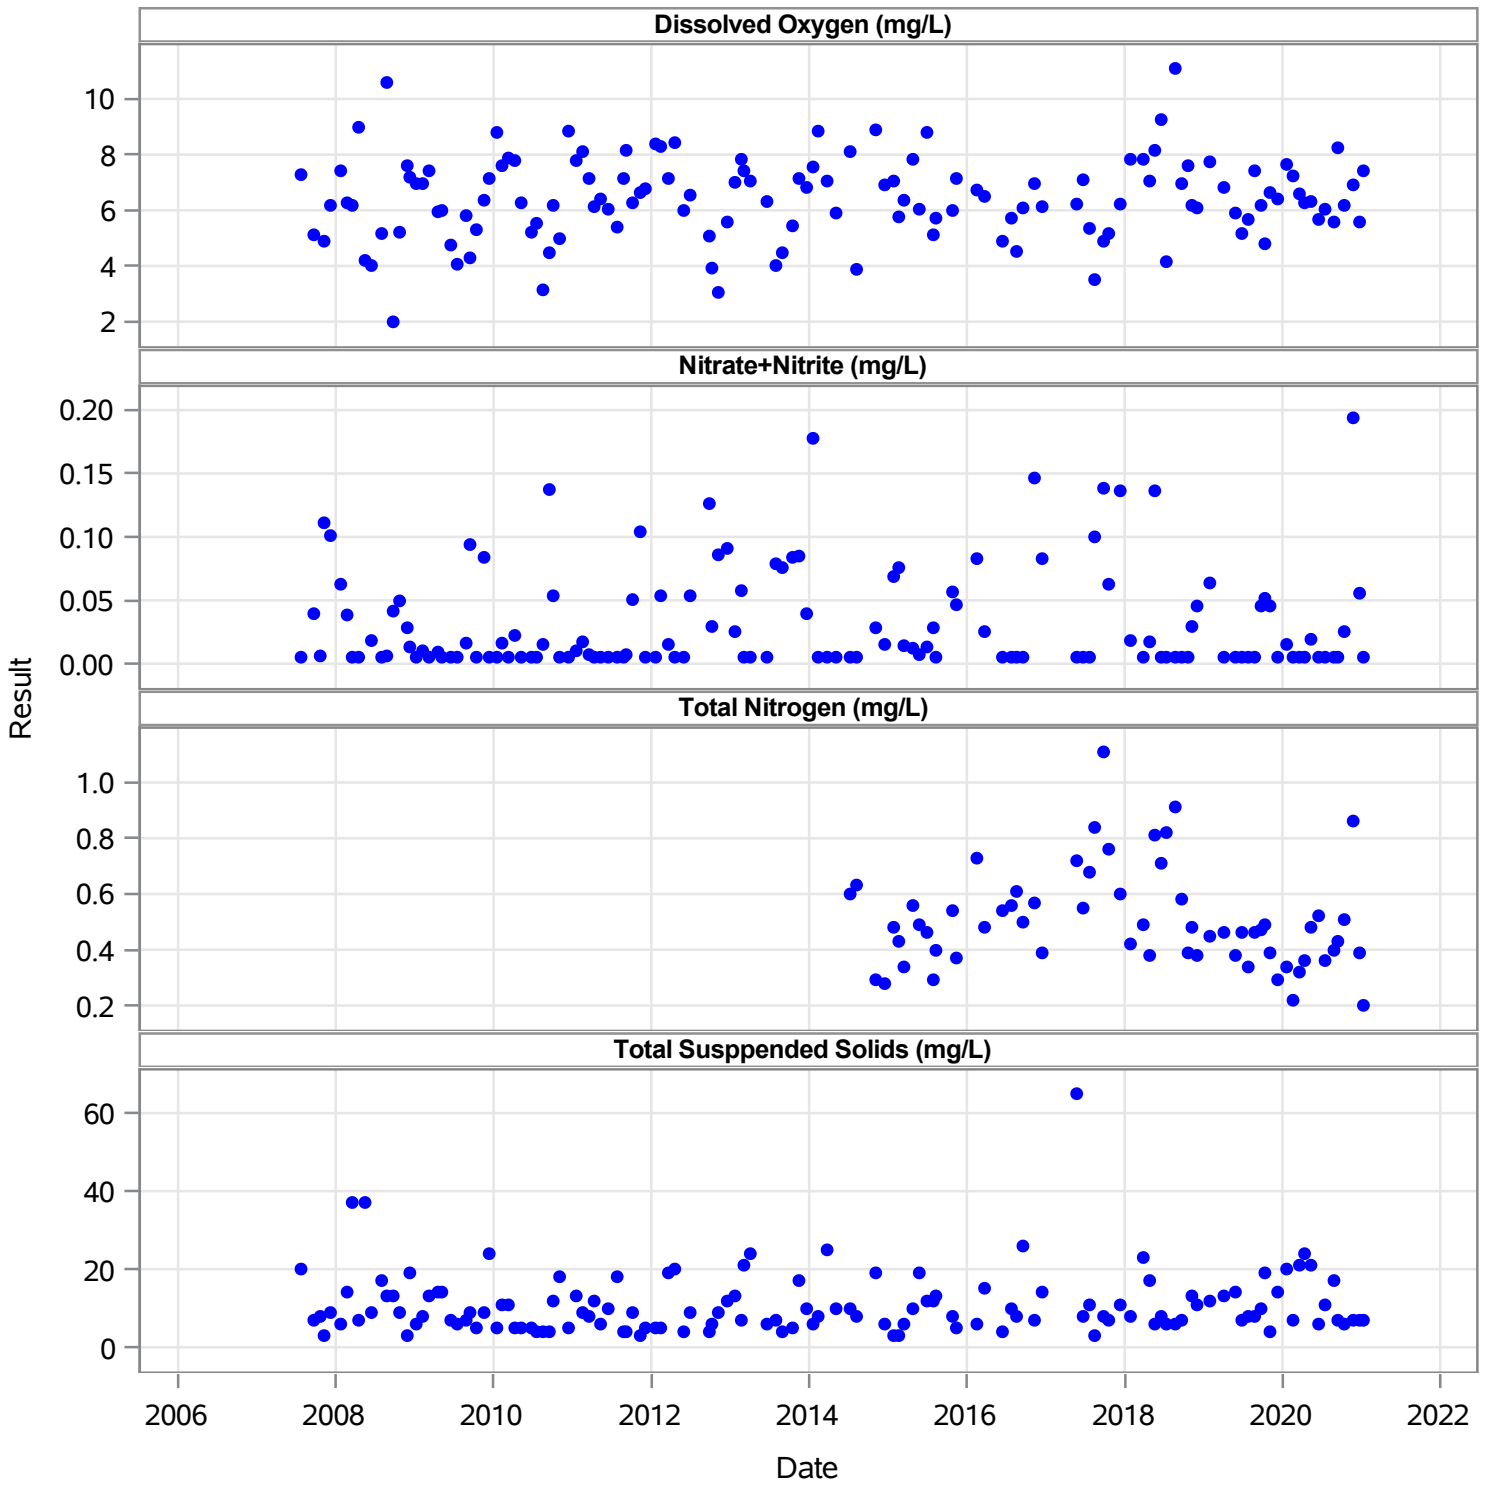 Dissolved Oxygen (mg/L)
10
8
6
4
2
Nitrate+Nitrite (mg/L)
0.20
0.15
0.10
0.05
0.00
Result
Total Nitrogen (mg/L)
1.0
0.8
0.6
0.4
0.2
Total Susppended Solids (mg/L)
60
40
20
0
2006 2008 2010 2012 2014 2016 2018 2020 2022
Date